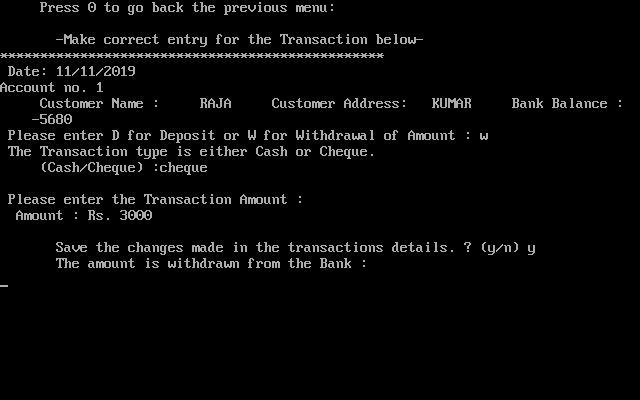 Press 0 to go back the previous menu:
-Make correct entry for the Transaction below-
************************************************
Date: 11/11/2019
Account no. 1
Customer Name : RAJA Customer Address: KUMAR Bank Balance :
-5680
Please enter D for Deposit or W for Withdrawal of Amount : w
The Transaction type is either Cash or Cheque.
(Cash/Cheque) :cheque
Please enter the Transaction Amount :
Amount : Rs. 3000
Save the changes made in the transactions details. ? (y/n) y
The amount is withdrawn from the Bank :